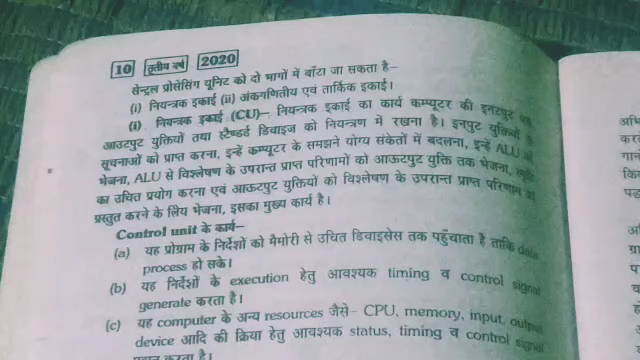 10 तृतीय वर्ष 2020
सेन्ट्रल प्रोसेसिंग यूनिट को दो भागों में बाँटा जा सकता है–
(i) नियन्त्रक इकाई (ii) अंकगणितीय एवं तार्किक इकाई।
(i) नियन्त्रक इकाई (CU)– नियन्त्रक इकाई का कार्य कम्प्यूटर की इनटपुट
आउटपुट युक्तियों तथा स्टैण्डर्ड डिवाइज को नियन्त्रण में रखना है। इनपुट युक्तियों
सूचनाओं को प्राप्त करना, इन्हें कम्प्यूटर के समझने योग्य संकेतों में बदलना, इन्हें ALU
भेजना, ALU से विश्लेषण के उपरान्त प्राप्त परिणामों को आऊटपुट युक्ति तक भेजना,
का उचित प्रयोग करना एवं आऊटपुट युक्तियों को विश्लेषण के उपरान्त प्राप्त परिणाम
प्रस्तुत करने के लिय भेजना, इसका मुख्य कार्य है।
Control unit के कार्य–
(a) यह प्रोग्राम के निर्देशों को मैमोरी से उचित डिवाइसेस तक पहुँचाता है ताकि data
process हो सके।
(b) यह निर्देशों के execution हेतु आवश्यक timing व control signal
generate करता है।
(c) यह computer के अन्य resources जैसे– CPU, memory, input, output
device आदि की क्रिया हेतु आवश्यक status, timing व control signal
करता है।